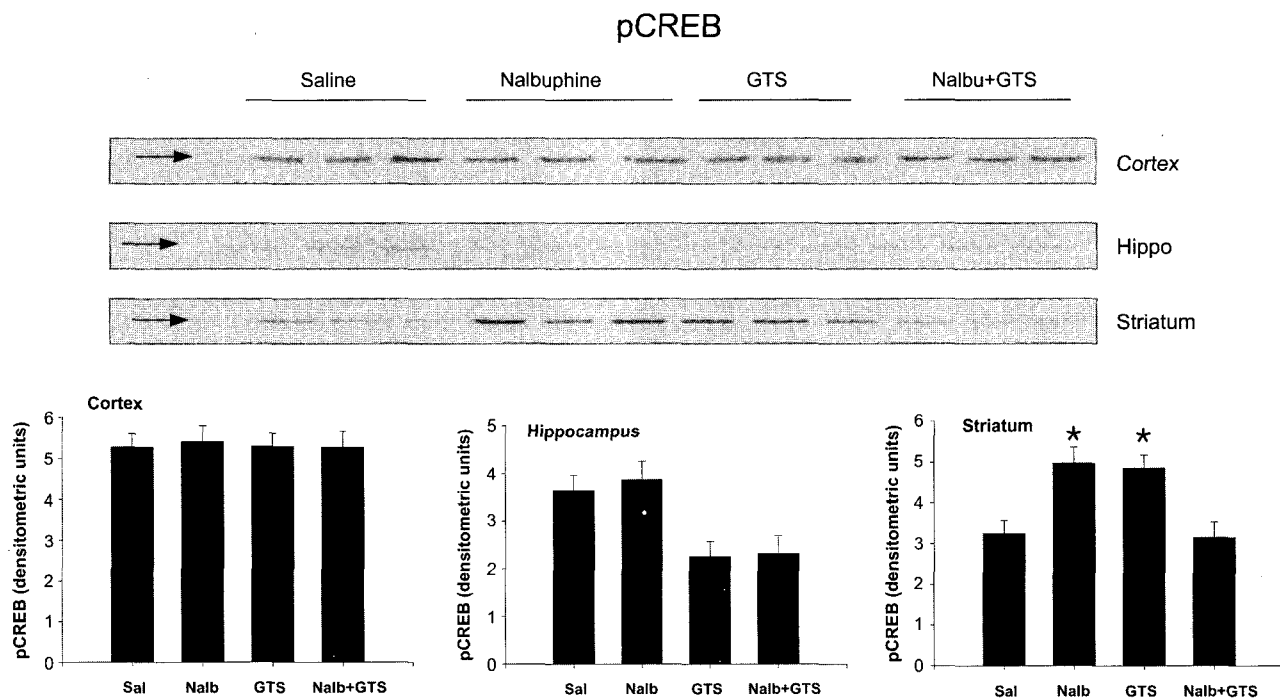 pCREB
Saline Nalbuphine GTS Nalbu+GTS
Cortex
Hippo
Striatum
Cortex
pCREB (densitometric units)
6
5
4
3
2
1
0
Sal Nalb GTS Nalb+GTS
Hippocampus
pCREB (densitometric units)
5
4
3
2
1
0
Sal Nalb GTS Nalb+GTS
Striatum
pCREB (densitometric units)
6
5
4
3
2
1
0
* *
Sal Nalb GTS Nalb+GTS